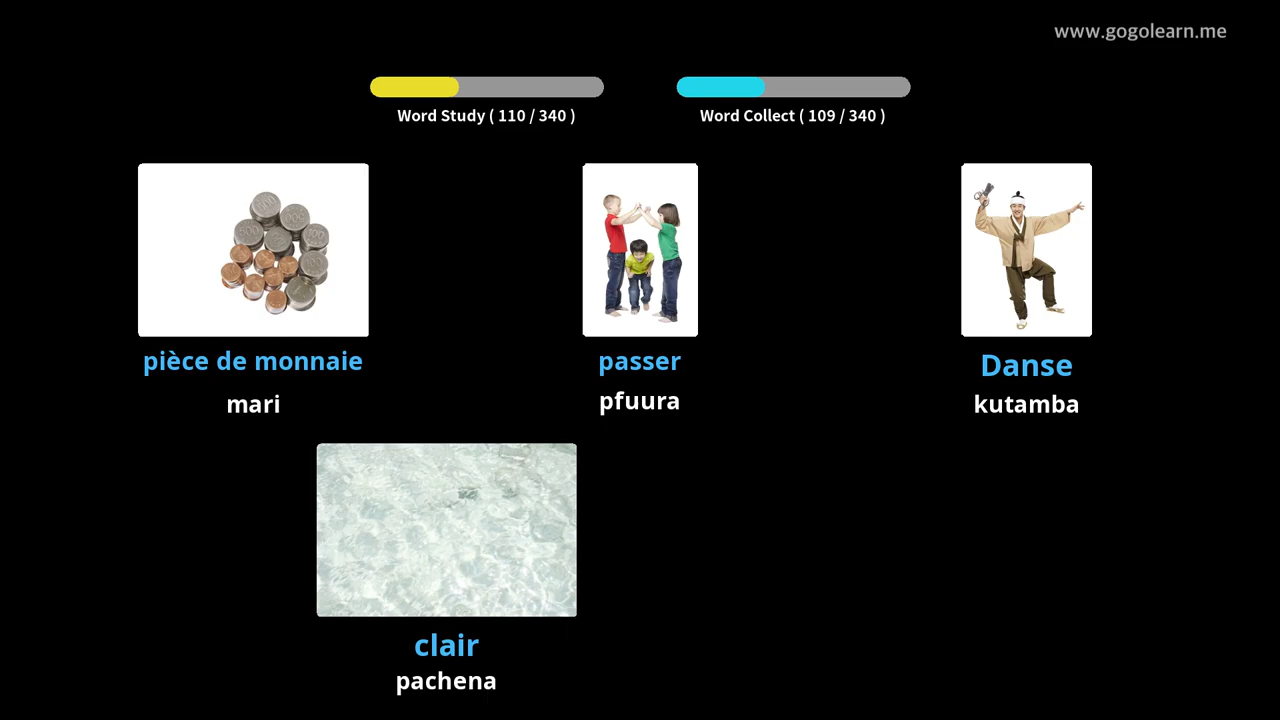 www.gogolearn.me
Word Study ( 110 / 340 )
Word Collect ( 109 / 340 )
pièce de monnaie
mari
passer
pfuura
Danse
kutamba
clair
pachena